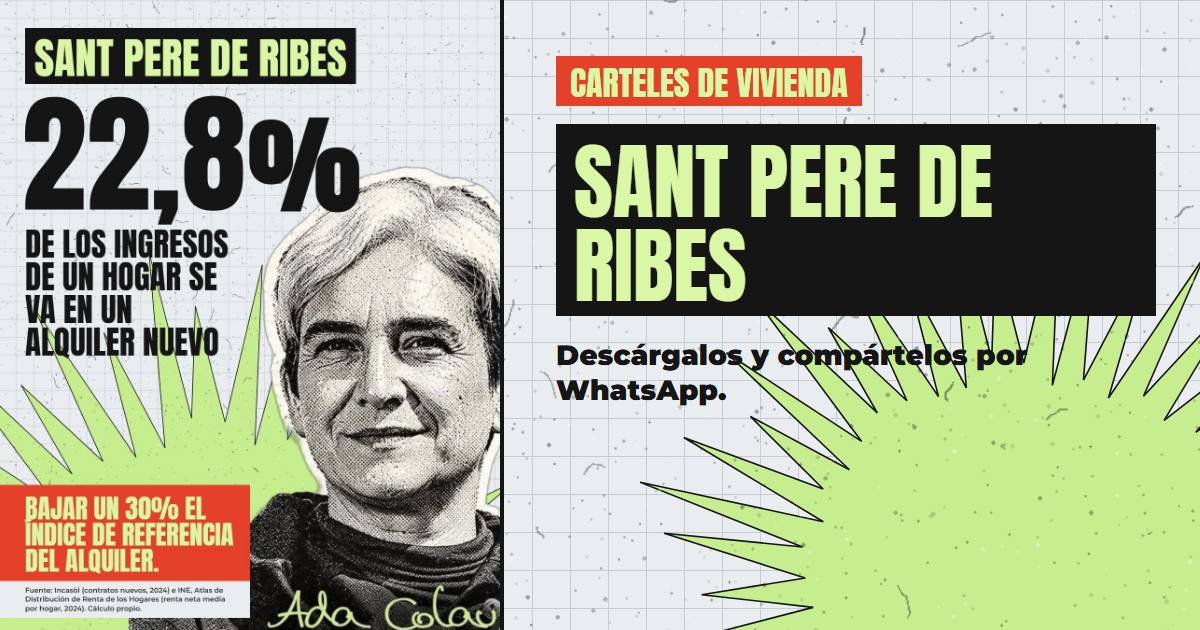 SANT PERE DE RIBES
22,8%
DE LOS INGRESOS
DE UN HOGAR SE
VA EN UN
ALQUILER NUEVO
BAJAR UN 30% EL
ÍNDICE DE REFERENCIA
DEL ALQUILER.
Fuente: Incasòl (contratos nuevos, 2024) e INE, Atlas de
Distribución de Renta de los Hogares (renta neta media
por hogar, 2024). Cálculo propio.
Ada Colau
CARTELES DE VIVIENDA
SANT PERE DE
RIBES
Descárgalos y compártelos por
WhatsApp.